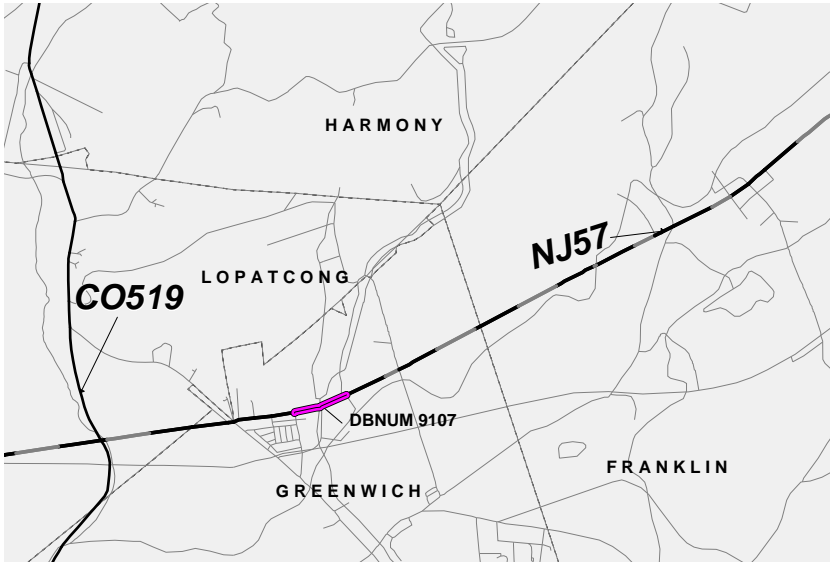 HARMONY
NJ57
LOPATCONG
CO519
DBNUM 9107
FRANKLIN
GREENWICH